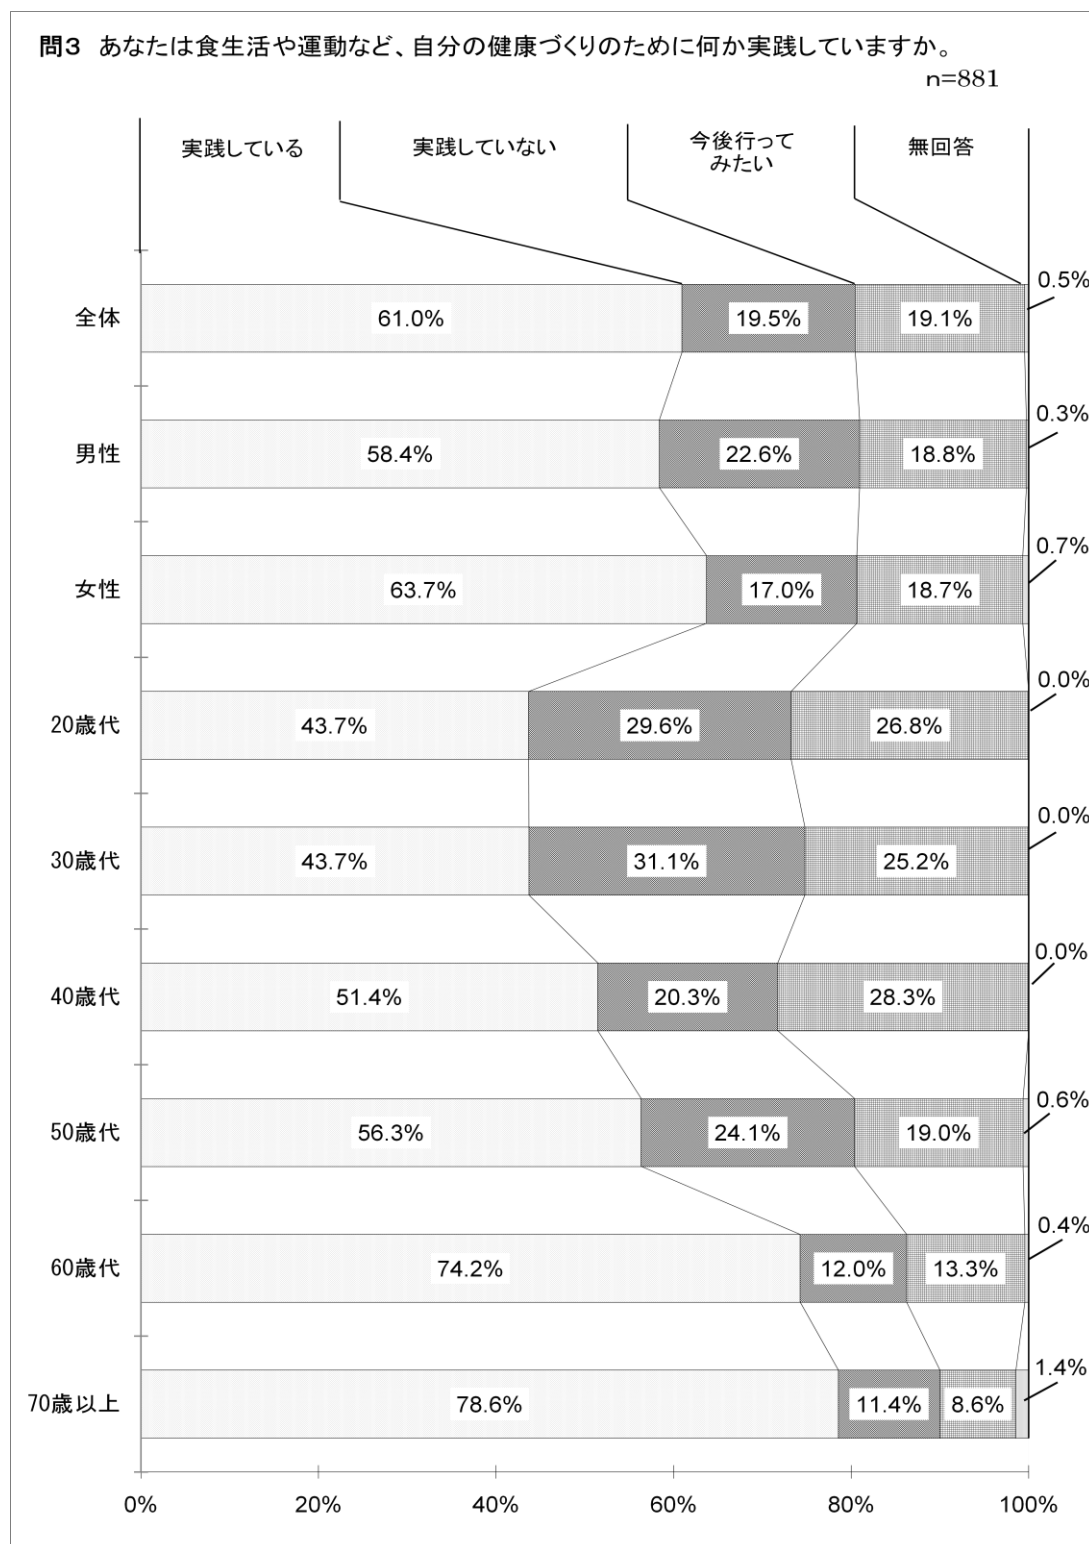 問3 あなたは食生活や運動など、自分の健康づくりのために何か実践していますか。
n=881
実践している 実践していない 今後行って 無回答
みたい
0.5%
全体 61.0% 19.5% 19.1%
0.3%
男性 58.4% 22.6% 18.8%
0.7%
女性 63.7% 17.0% 18.7%
0.0%
20歳代 43.7% 29.6% 26.8%
0.0%
30歳代 43.7% 31.1% 25.2%
0.0%
40歳代 51.4% 20.3% 28.3%
0.6%
50歳代 56.3% 24.1% 19.0%
0.4%
60歳代 74.2% 12.0% 13.3%
1.4%
70歳以上 78.6% 11.4% 8.6%
0% 20% 40% 60% 80% 100%